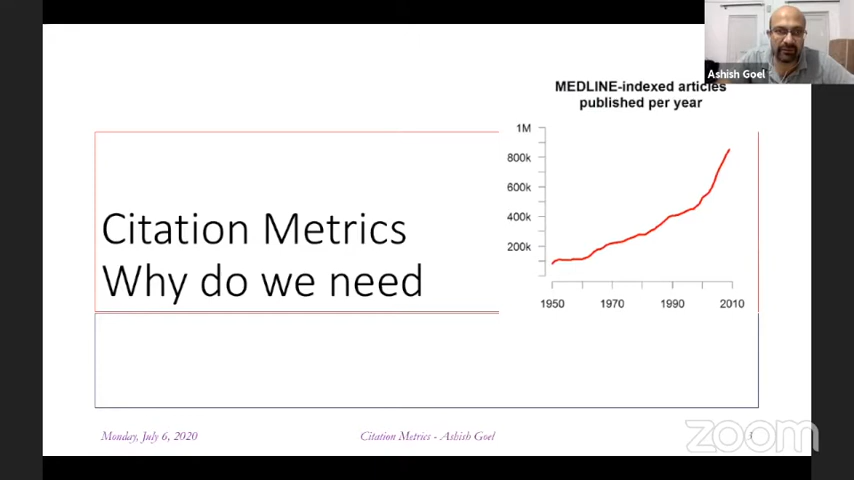 Ashish Goel
MEDLINE-indexed articles
published per year
1M
800k
600k
400k
200k
1950
1970
1990
2010
Citation Metrics
Why do we need
Monday, July 6, 2020
Citation Metrics - Ashish Goel
3
zoom